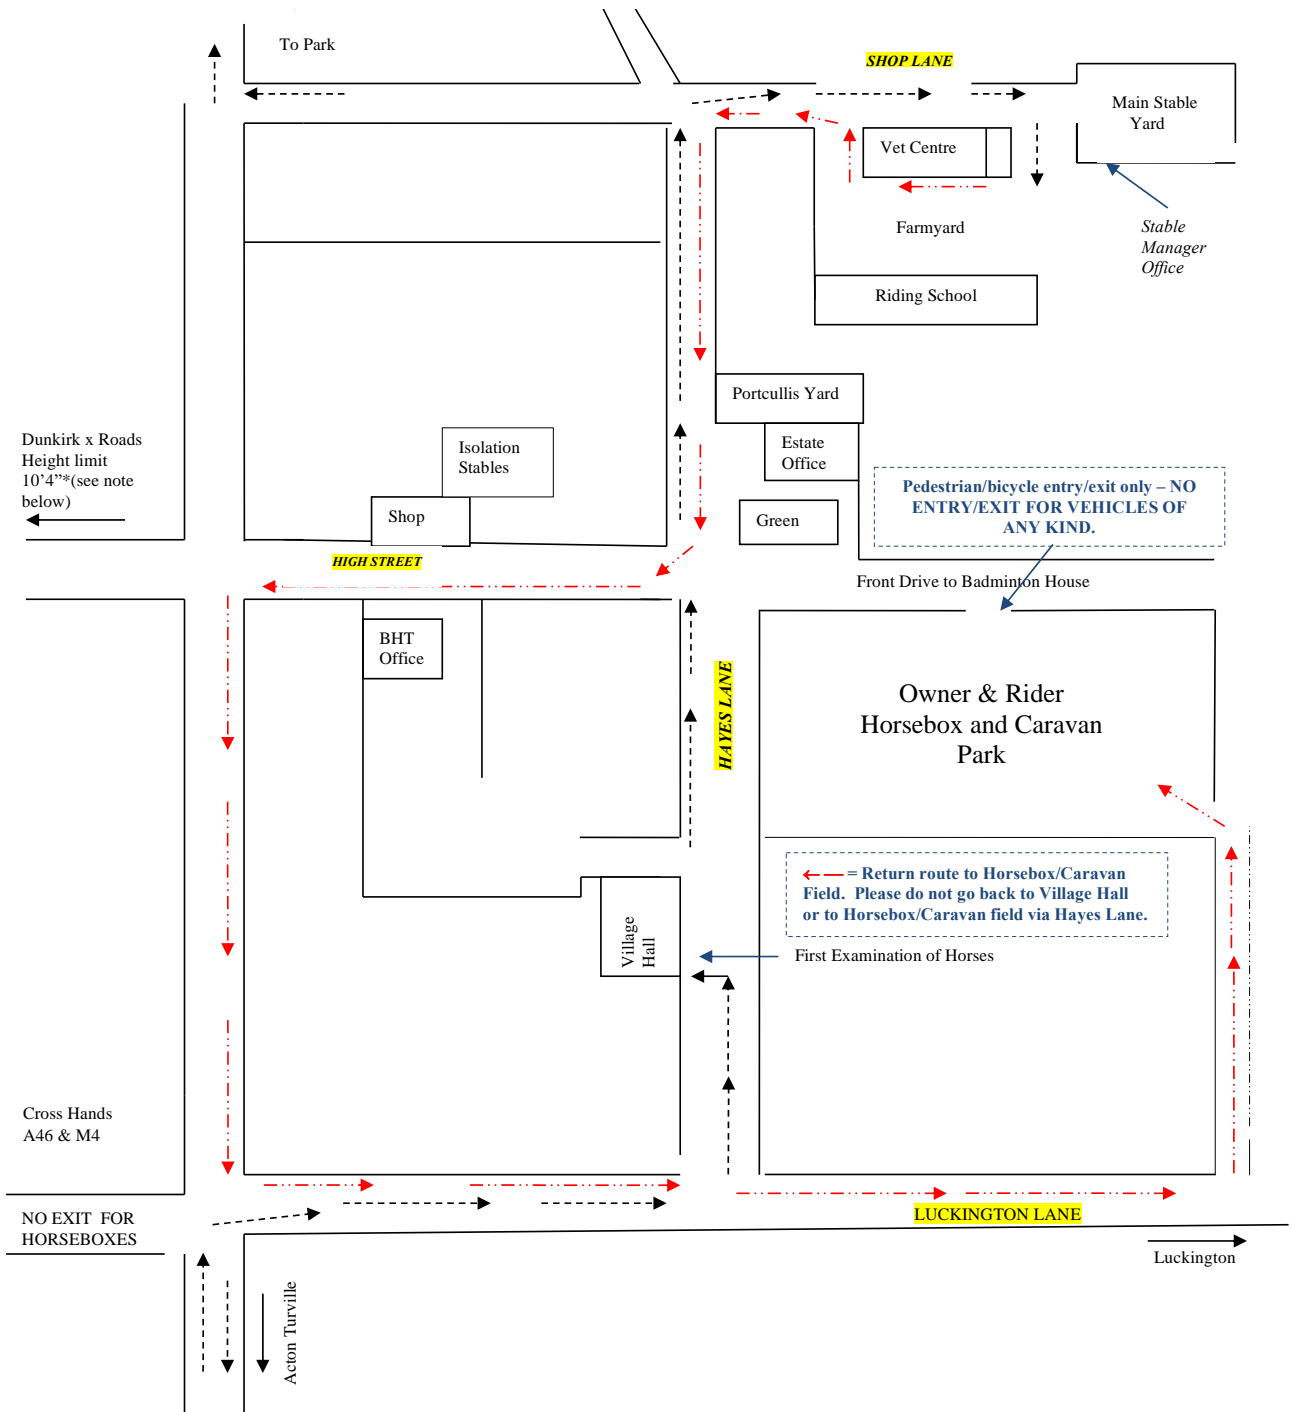 To Park
SHOP LANE
Main Stable
Yard
Vet Centre
Farmyard
Stable
Manager
Office
Riding School
Portcullis Yard
Dunkirk x Roads
Height limit
10’4”*(see note
below)
Isolation
Stables
Estate
Office
Shop
Green
Pedestrian/bicycle entry/exit only – NO
ENTRY/EXIT FOR VEHICLES OF
ANY KIND.
HIGH STREET
Front Drive to Badminton House
BHT
Office
HAYES LANE
Owner & Rider
Horsebox and Caravan
Park
= Return route to Horsebox/Caravan
Field. Please do not go back to Village Hall
or to Horsebox/Caravan field via Hayes Lane.
Village
Hall
First Examination of Horses
Cross Hands
A46 & M4
NO EXIT FOR
HORSEBOXES
LUCKINGTON LANE
Luckington
Acton Turville